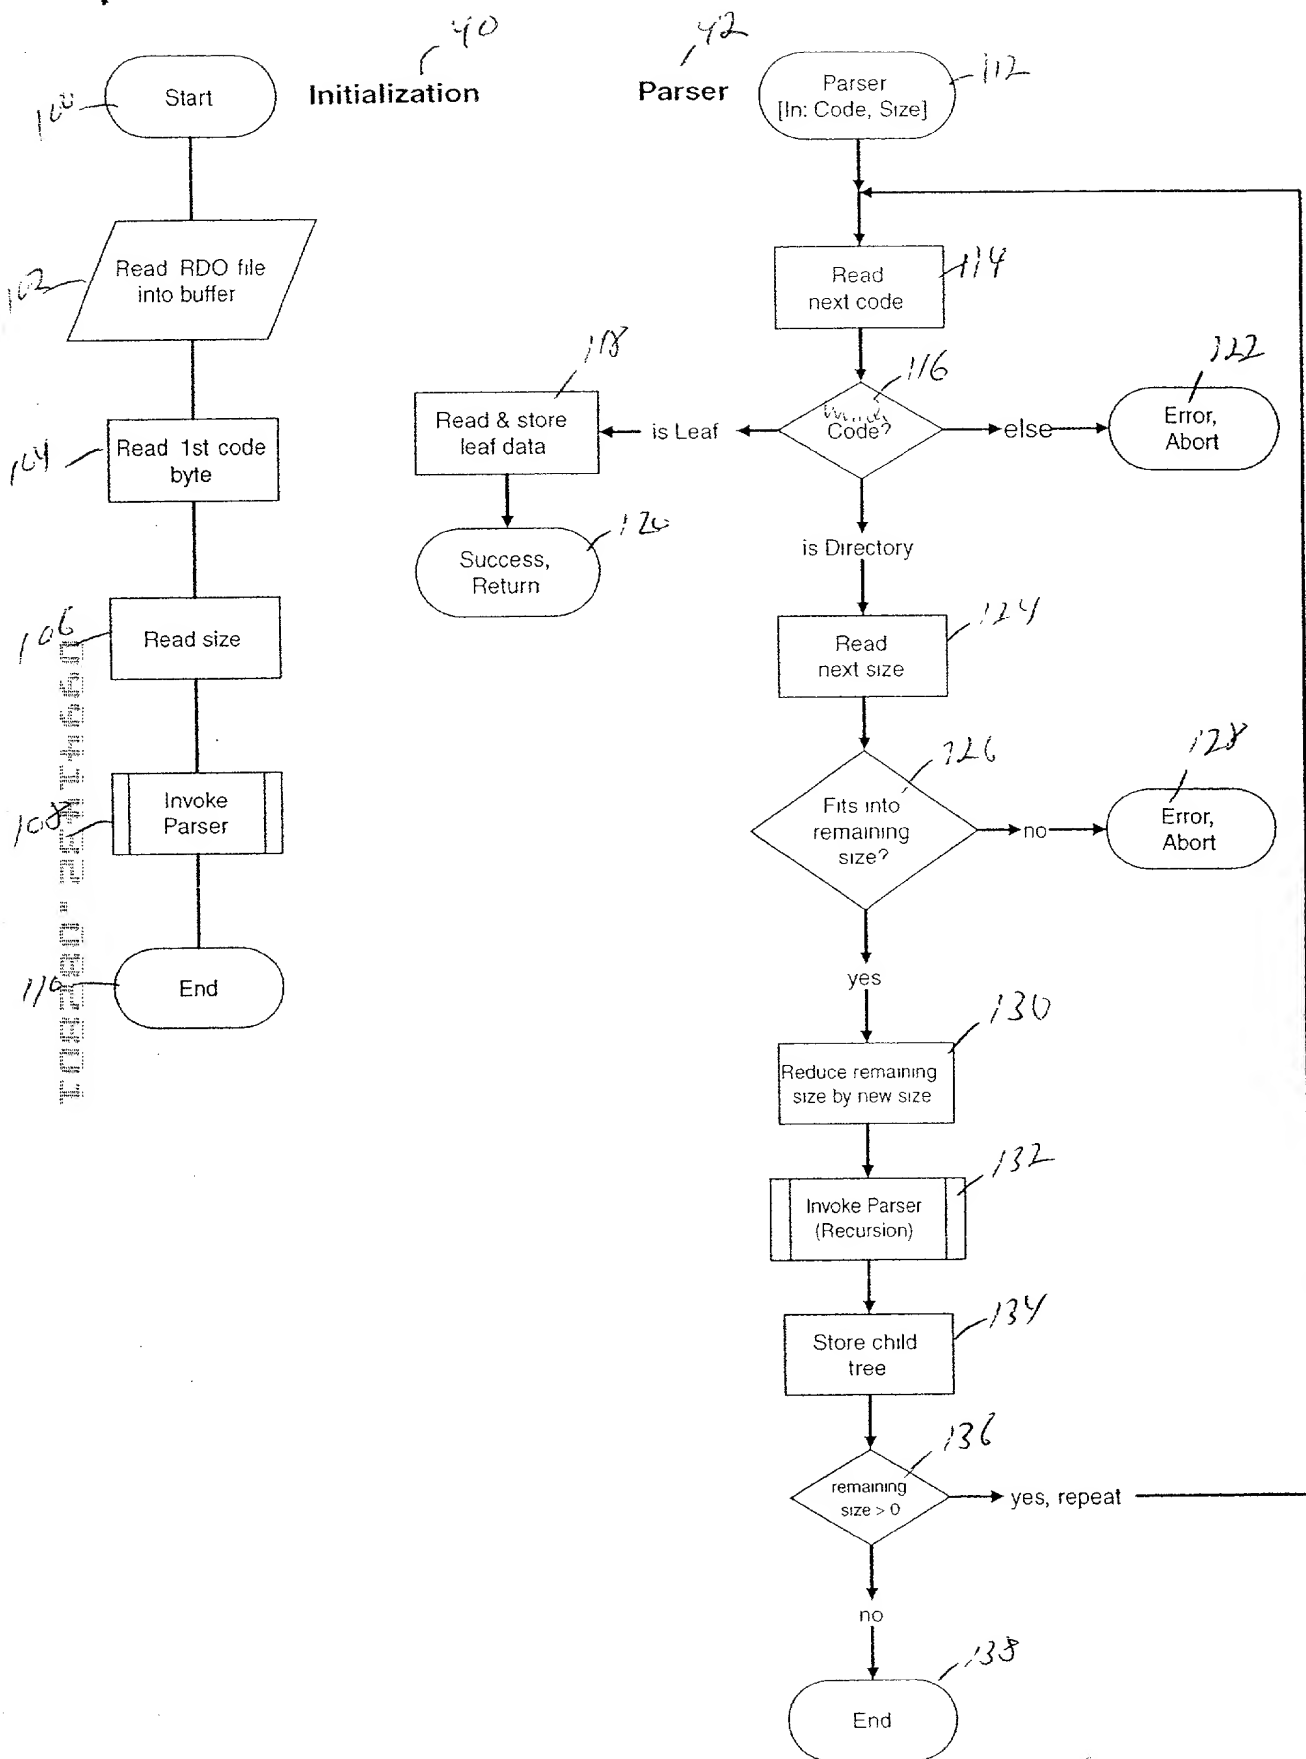 40
Initialization
100
Start
102
Read RDO file
into buffer
104
Read 1st code
byte
106
Read size
108
Invoke
Parser
110
End
42
Parser
Parser
[In: Code, Size]
112
Read
next code
114
116
Code?
is Leaf
118
Read & store
leaf data
Success,
Return
120
else
122
Error,
Abort
is Directory
Read
next size
124
126
Fits into
remaining
size?
no
128
Error,
Abort
yes
130
Reduce remaining
size by new size
132
Invoke Parser
(Recursion)
134
Store child
tree
136
remaining
size > 0
yes, repeat
no
138
End